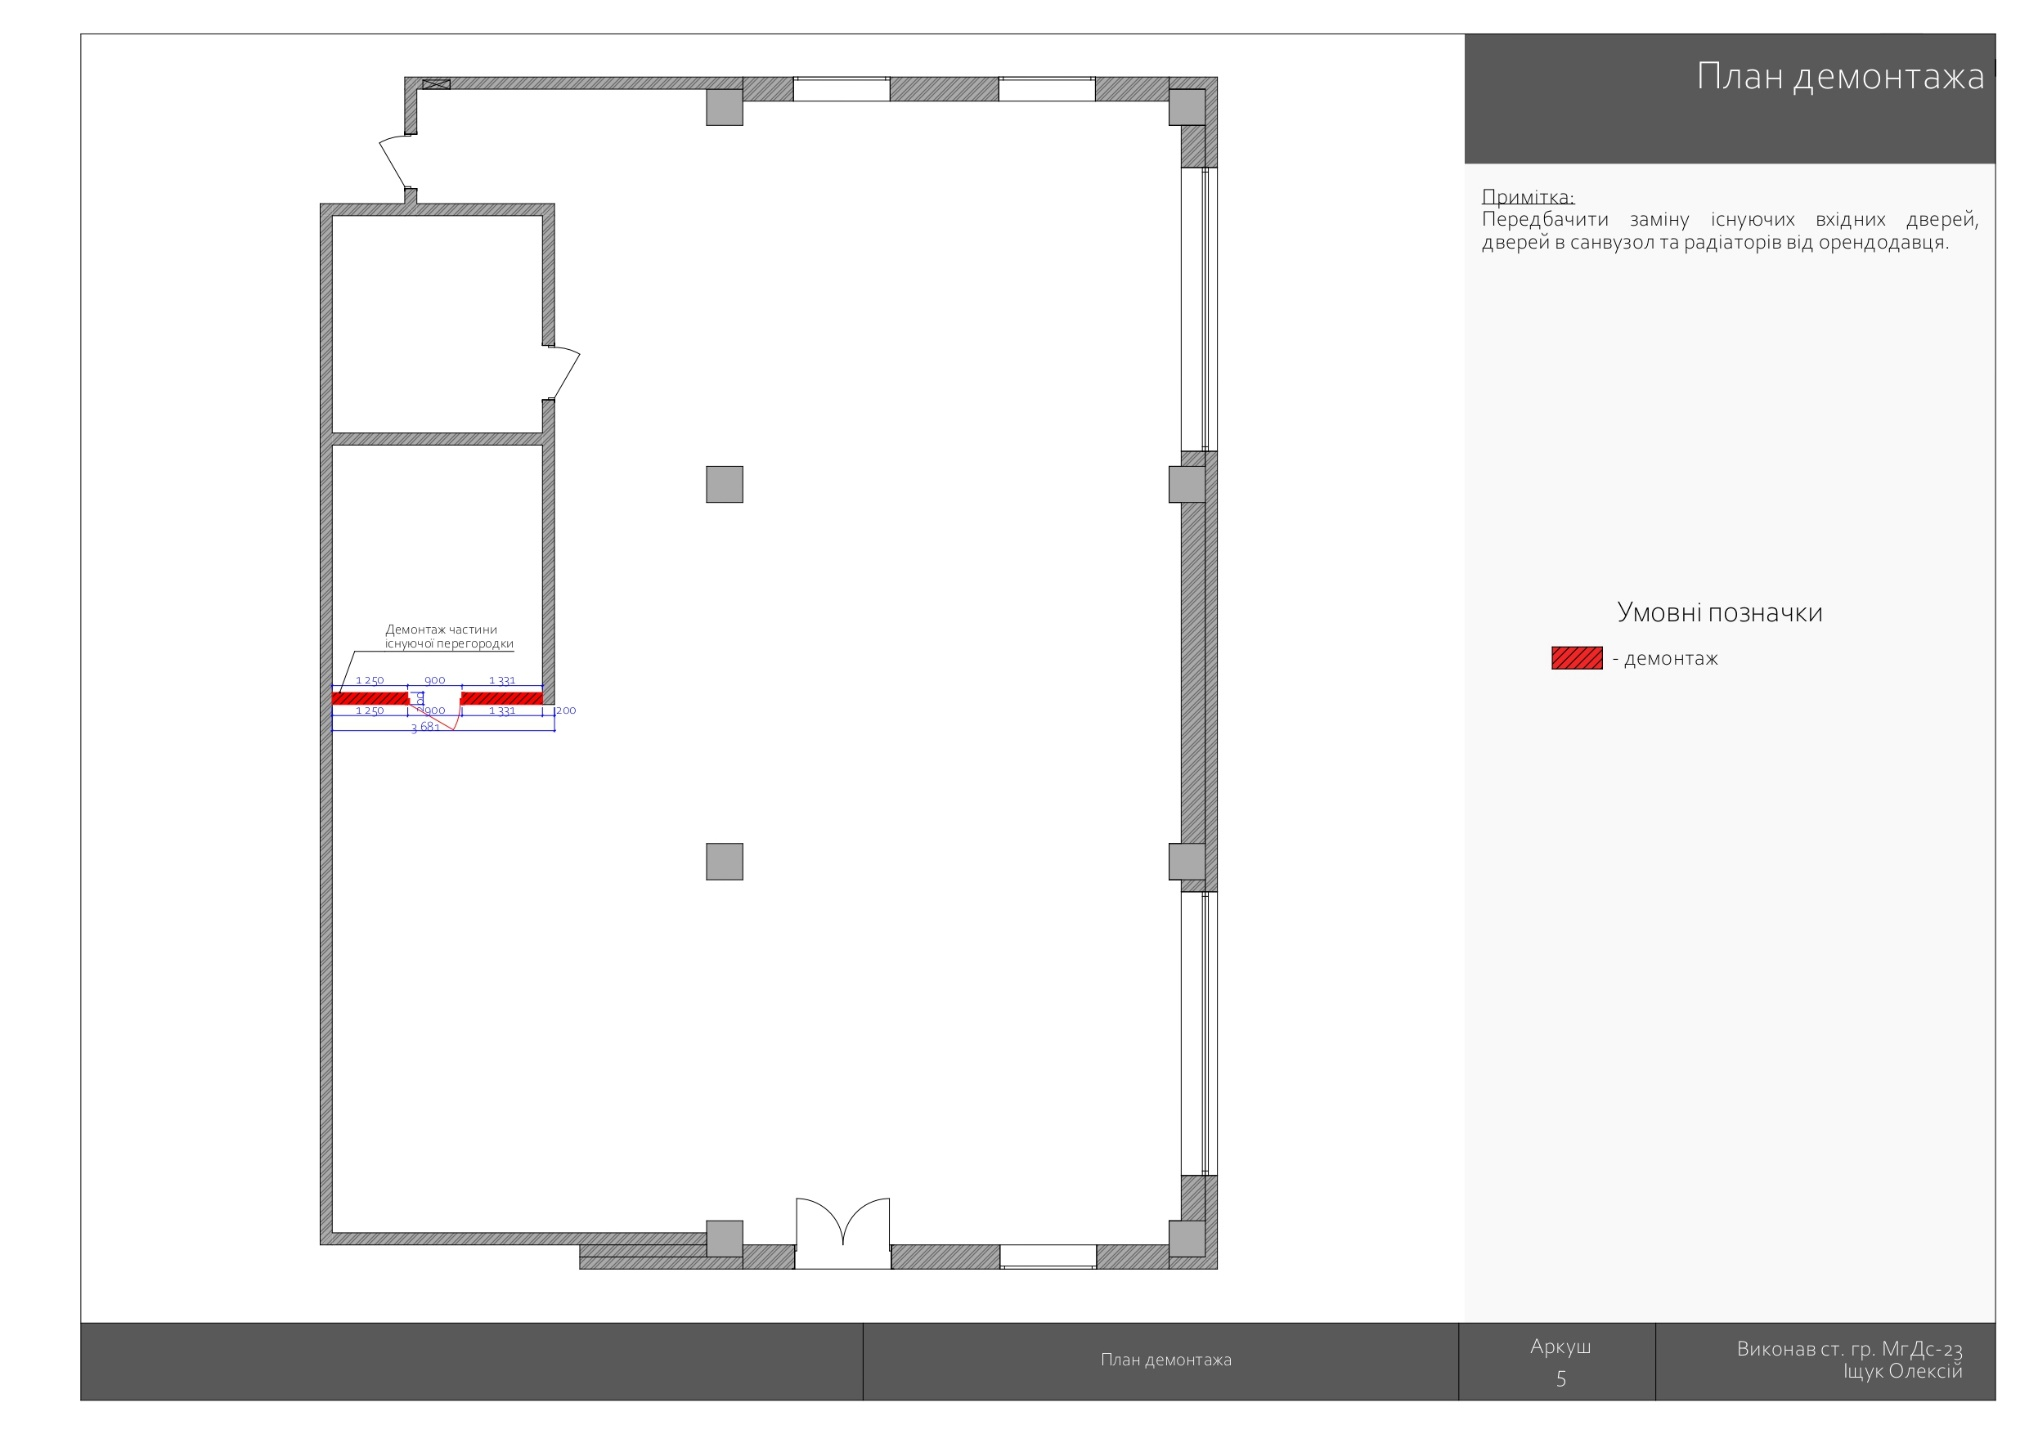 План демонтажа
Примітка:
Передбачити заміну існуючих вхідних дверей,
дверей в санвузол та радіаторів від орендодавця.
Умовні позначки
- демонтаж
Демонтаж частини
існуючої перегородки
1 250 900 1 331
200
1 250 900 1 331 200
3 681
План демонтажа
Аркуш
5
Виконав ст. гр. МгДс-23
Іщук Олексій